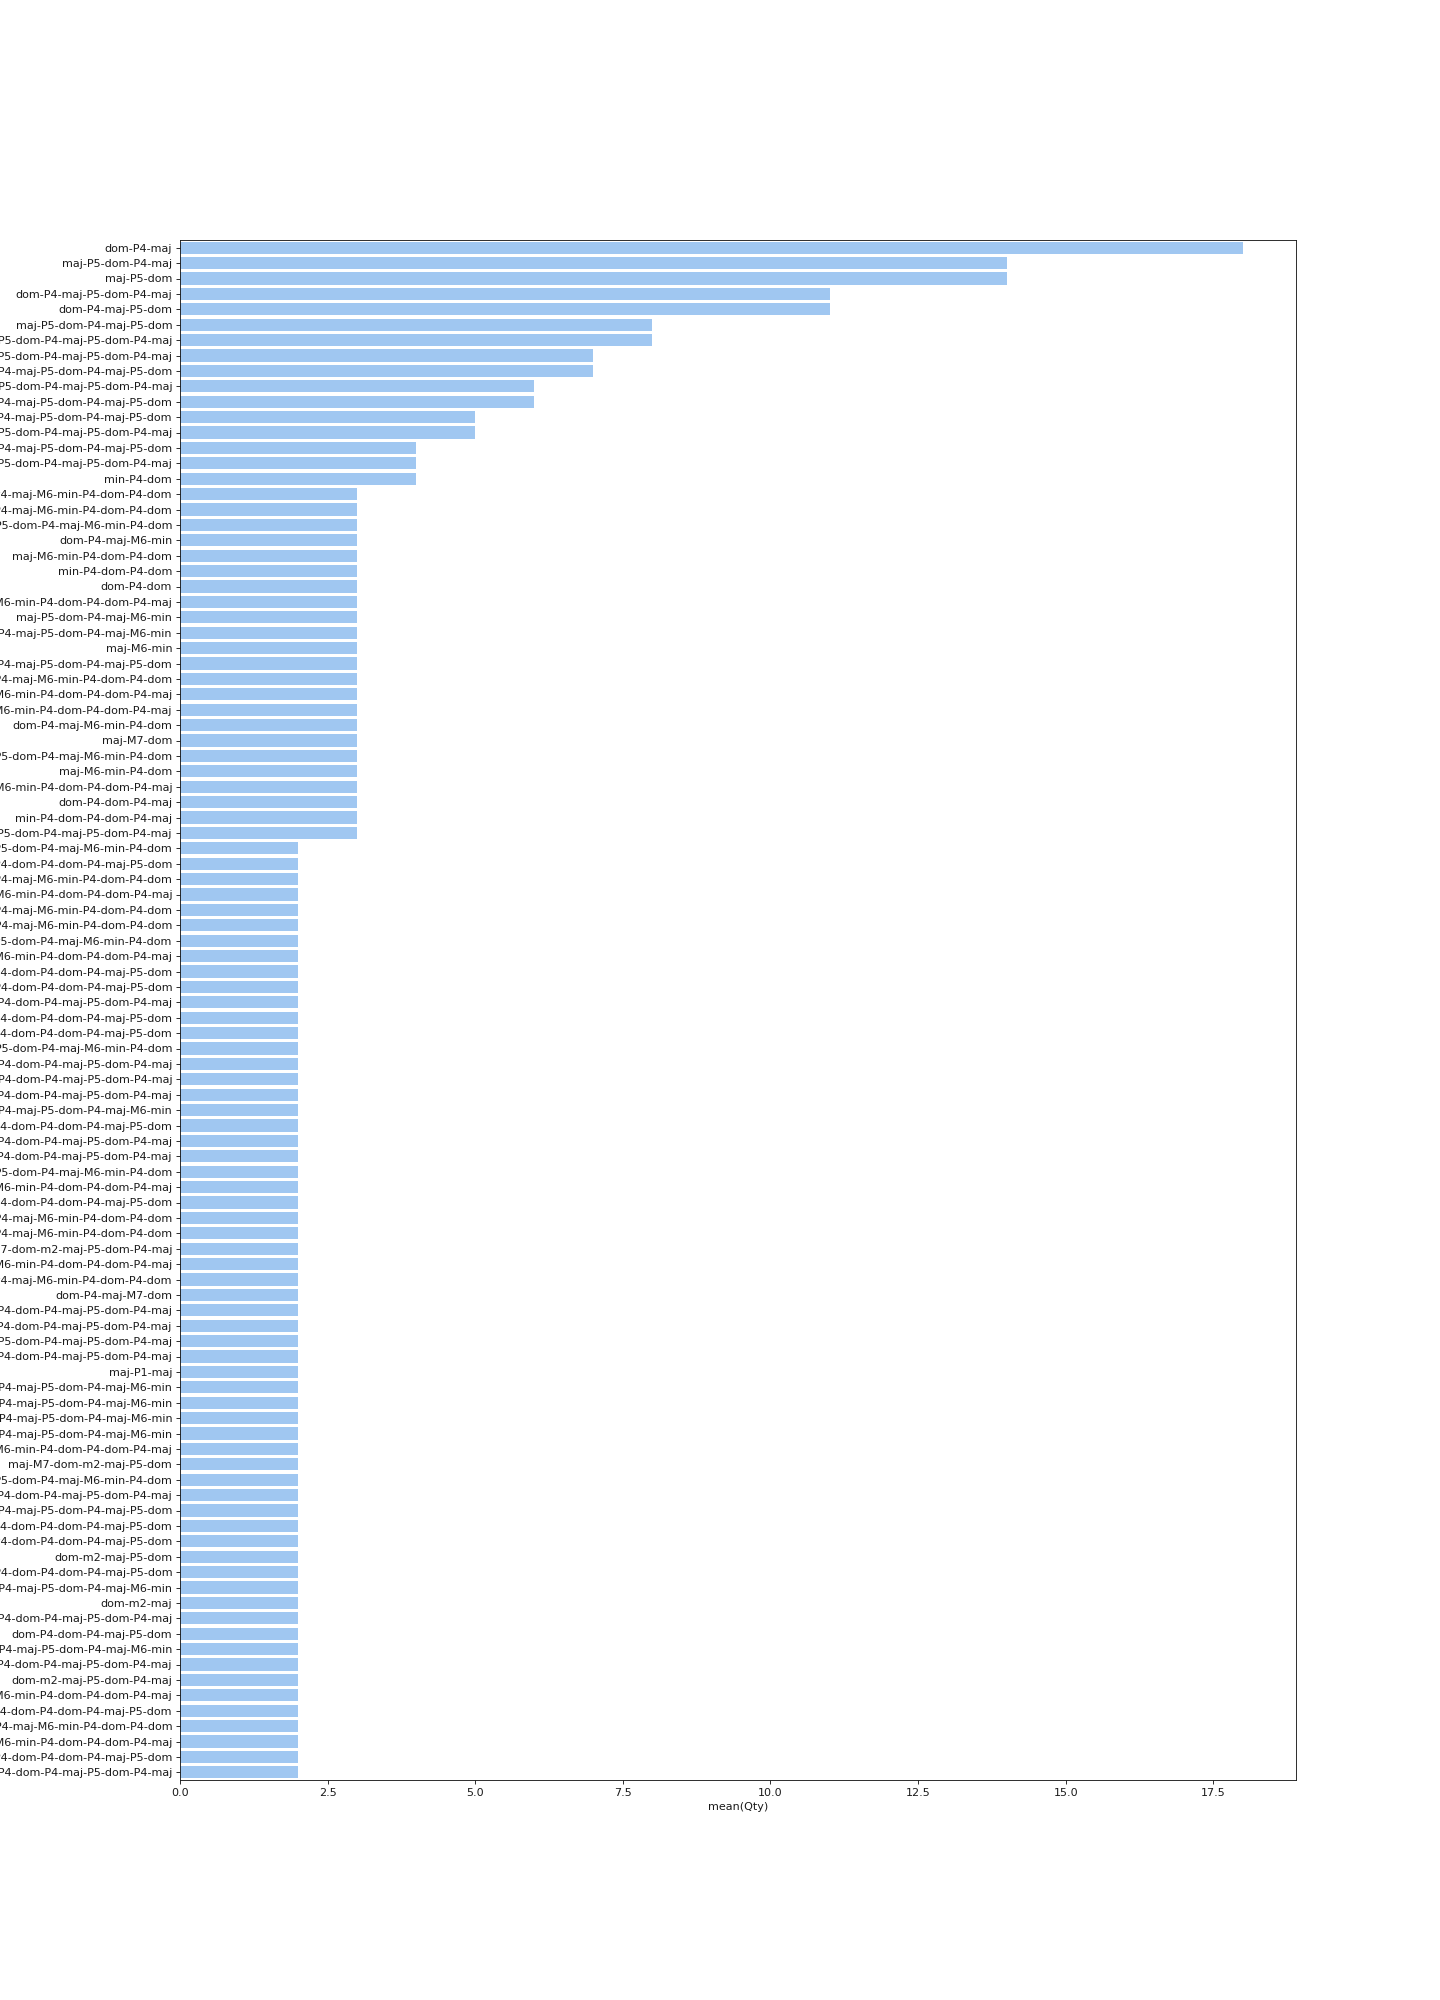 dom-P4-maj
maj-P5-dom-P4-maj
maj-P5-dom
dom-P4-maj-P5-dom-P4-maj
dom-P4-maj-P5-dom
maj-P5-dom-P4-maj-P5-dom
P5-dom-P4-maj-P5-dom-P4-maj
P5-dom-P4-maj-P5-dom-P4-maj
P4-maj-P5-dom-P4-maj-P5-dom
P5-dom-P4-maj-P5-dom-P4-maj
P4-maj-P5-dom-P4-maj-P5-dom
P4-maj-P5-dom-P4-maj-P5-dom
P5-dom-P4-maj-P5-dom-P4-maj
P4-maj-P5-dom-P4-maj-P5-dom
P5-dom-P4-maj-P5-dom-P4-maj
min-P4-dom
4-maj-M6-min-P4-dom-P4-dom
P4-maj-M6-min-P4-dom-P4-dom
P5-dom-P4-maj-M6-min-P4-dom
dom-P4-maj-M6-min
maj-M6-min-P4-dom-P4-dom
min-P4-dom-P4-dom
dom-P4-dom
M6-min-P4-dom-P4-dom-P4-maj
maj-P5-dom-P4-maj-M6-min
P4-maj-P5-dom-P4-maj-M6-min
maj-M6-min
P4-maj-P5-dom-P4-maj-P5-dom
P4-maj-M6-min-P4-dom-P4-dom
M6-min-P4-dom-P4-dom-P4-maj
M6-min-P4-dom-P4-dom-P4-maj
dom-P4-maj-M6-min-P4-dom
maj-M7-dom
P5-dom-P4-maj-M6-min-P4-dom
maj-M6-min-P4-dom
M6-min-P4-dom-P4-dom-P4-maj
dom-P4-dom-P4-maj
min-P4-dom-P4-dom-P4-maj
P5-dom-P4-maj-P5-dom-P4-maj
P5-dom-P4-maj-M6-min-P4-dom
P4-dom-P4-dom-P4-maj-P5-dom
P4-maj-M6-min-P4-dom-P4-dom
M6-min-P4-dom-P4-dom-P4-maj
P4-maj-M6-min-P4-dom-P4-dom
P4-maj-M6-min-P4-dom-P4-dom
5-dom-P4-maj-M6-min-P4-dom
M6-min-P4-dom-P4-dom-P4-maj
4-dom-P4-dom-P4-maj-P5-dom
P4-dom-P4-dom-P4-maj-P5-dom
P4-dom-P4-maj-P5-dom-P4-maj
4-dom-P4-dom-P4-maj-P5-dom
4-dom-P4-dom-P4-maj-P5-dom
P5-dom-P4-maj-M6-min-P4-dom
P4-dom-P4-maj-P5-dom-P4-maj
P4-dom-P4-maj-P5-dom-P4-maj
P4-dom-P4-maj-P5-dom-P4-maj
P4-maj-P5-dom-P4-maj-M6-min
4-dom-P4-dom-P4-maj-P5-dom
P4-dom-P4-maj-P5-dom-P4-maj
P4-dom-P4-maj-P5-dom-P4-maj
P5-dom-P4-maj-M6-min-P4-dom
M6-min-P4-dom-P4-dom-P4-maj
4-dom-P4-dom-P4-maj-P5-dom
P4-maj-M6-min-P4-dom-P4-dom
P4-maj-M6-min-P4-dom-P4-dom
7-dom-m2-maj-P5-dom-P4-maj
M6-min-P4-dom-P4-dom-P4-maj
4-maj-M6-min-P4-dom-P4-dom
dom-P4-maj-M7-dom
P4-dom-P4-maj-P5-dom-P4-maj
P4-dom-P4-maj-P5-dom-P4-maj
P5-dom-P4-maj-P5-dom-P4-maj
P4-dom-P4-maj-P5-dom-P4-maj
maj-P1-maj
P4-maj-P5-dom-P4-maj-M6-min
P4-maj-P5-dom-P4-maj-M6-min
P4-maj-P5-dom-P4-maj-M6-min
P4-maj-P5-dom-P4-maj-M6-min
M6-min-P4-dom-P4-dom-P4-maj
maj-M7-dom-m2-maj-P5-dom
P5-dom-P4-maj-M6-min-P4-dom
P4-dom-P4-maj-P5-dom-P4-maj
P4-maj-P5-dom-P4-maj-P5-dom
4-dom-P4-dom-P4-maj-P5-dom
P4-dom-P4-dom-P4-maj-P5-dom
dom-m2-maj-P5-dom
P4-dom-P4-dom-P4-maj-P5-dom
P4-maj-P5-dom-P4-maj-M6-min
dom-m2-maj
P4-dom-P4-maj-P5-dom-P4-maj
dom-P4-dom-P4-maj-P5-dom
P4-maj-P5-dom-P4-maj-M6-min
P4-dom-P4-maj-P5-dom-P4-maj
dom-m2-maj-P5-dom-P4-maj
M6-min-P4-dom-P4-dom-P4-maj
4-dom-P4-dom-P4-maj-P5-dom
P4-maj-M6-min-P4-dom-P4-dom
M6-min-P4-dom-P4-dom-P4-maj
P4-dom-P4-dom-P4-maj-P5-dom
P4-dom-P4-maj-P5-dom-P4-maj
0.0 2.5 5.0 7.5 10.0 12.5 15.0 17.5
mean(Qty)